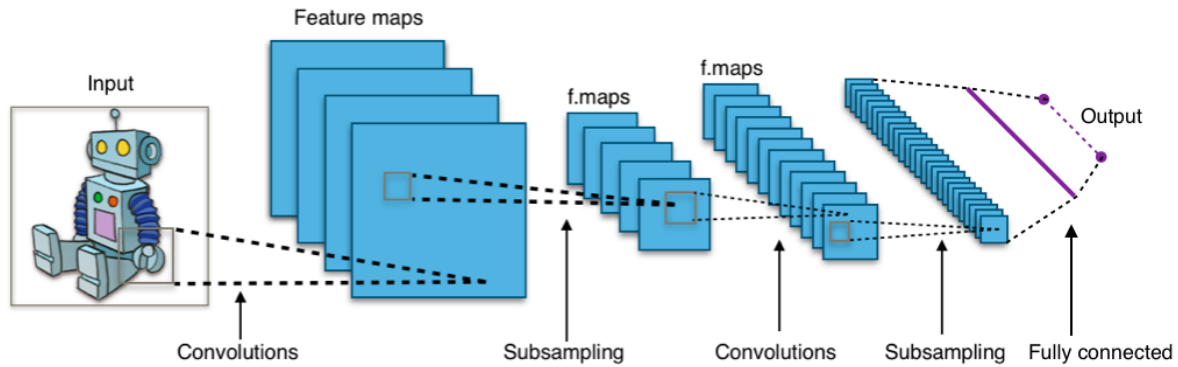 Feature maps
Input
f.maps
f.maps
Output
Convolutions
Subsampling
Convolutions
Subsampling
Fully connected